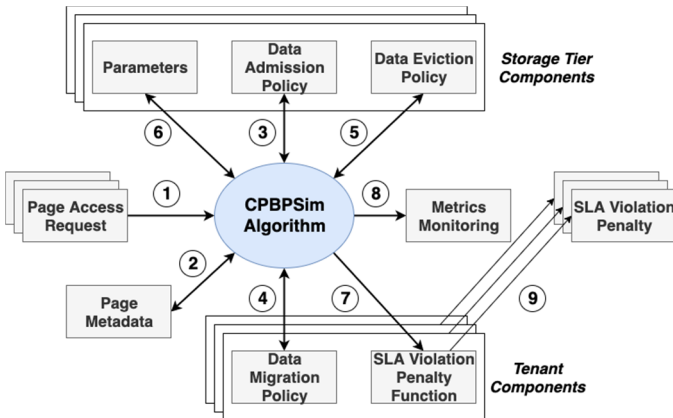 Parameters
Data
Admission
Policy
Data Eviction
Policy
Storage Tier
Components
6
3
5
Page Access
Request
1
CPBPSim
Algorithm
8
Metrics
Monitoring
SLA Violation
Penalty
2
Page
Metadata
4
7
9
Data
Migration
Policy
SLA Violation
Penalty
Function
Tenant
Components